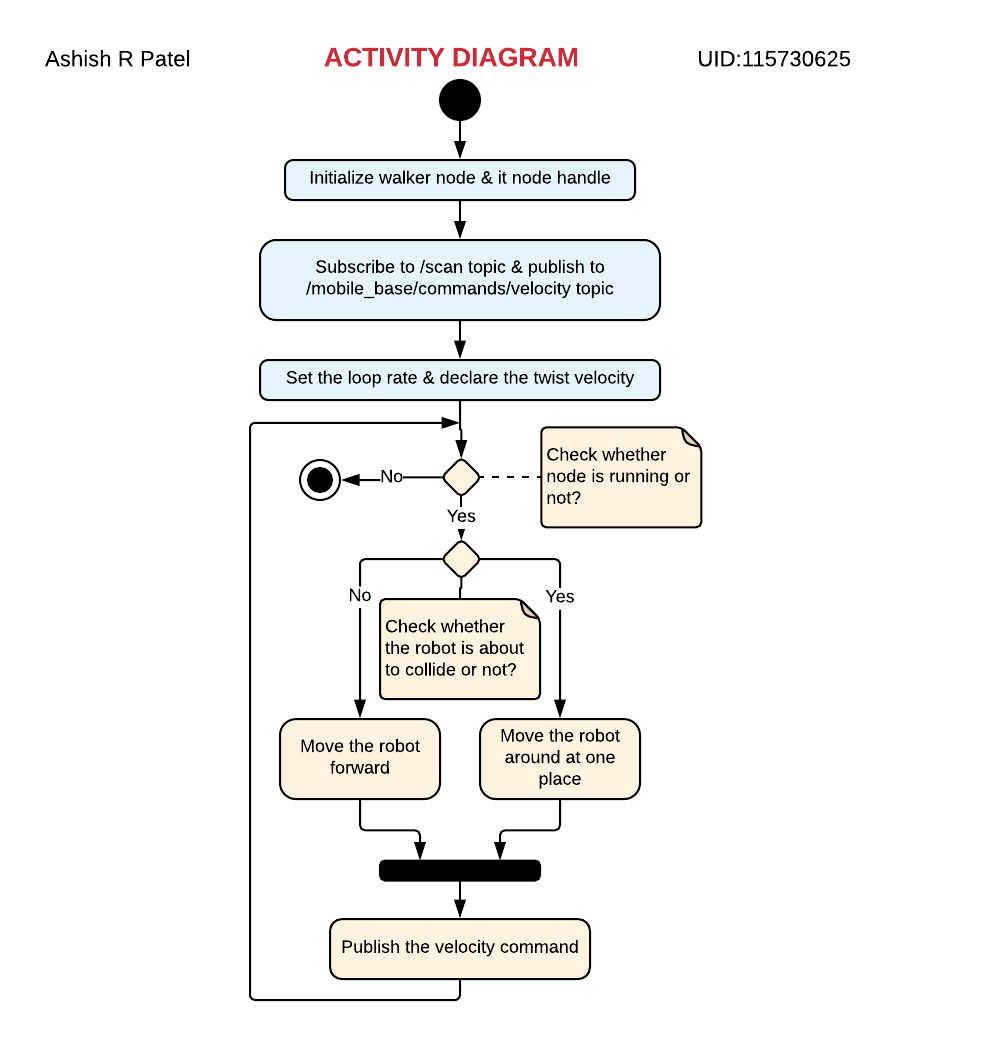 Ashish R Patel
ACTIVITY DIAGRAM
UID:115730625
Initialize walker node & it node handle
Subscribe to /scan topic & publish to
/mobile_base/commands/velocity topic
Set the loop rate & declare the twist velocity
Check whether
node is running or
not?
No
Yes
No
Yes
Check whether
the robot is about
to collide or not?
Move the robot
forward
Move the robot
around at one
place
Publish the velocity command